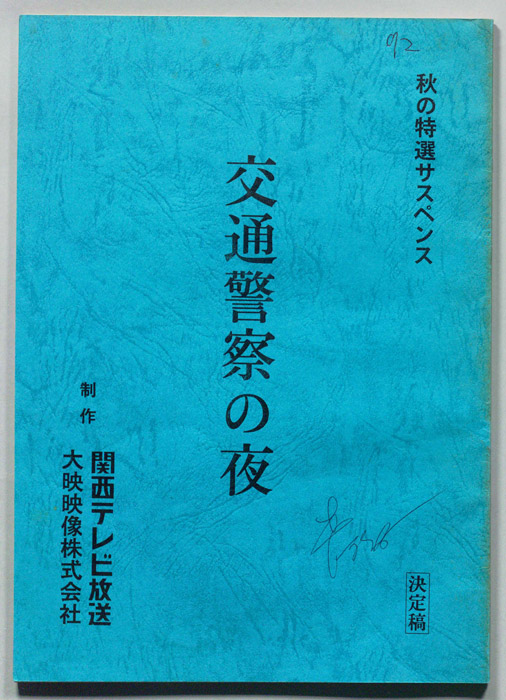 92
秋の特選サスペンス
交通警察の夜
制作
関西テレビ放送
大映映像株式会社
決定稿